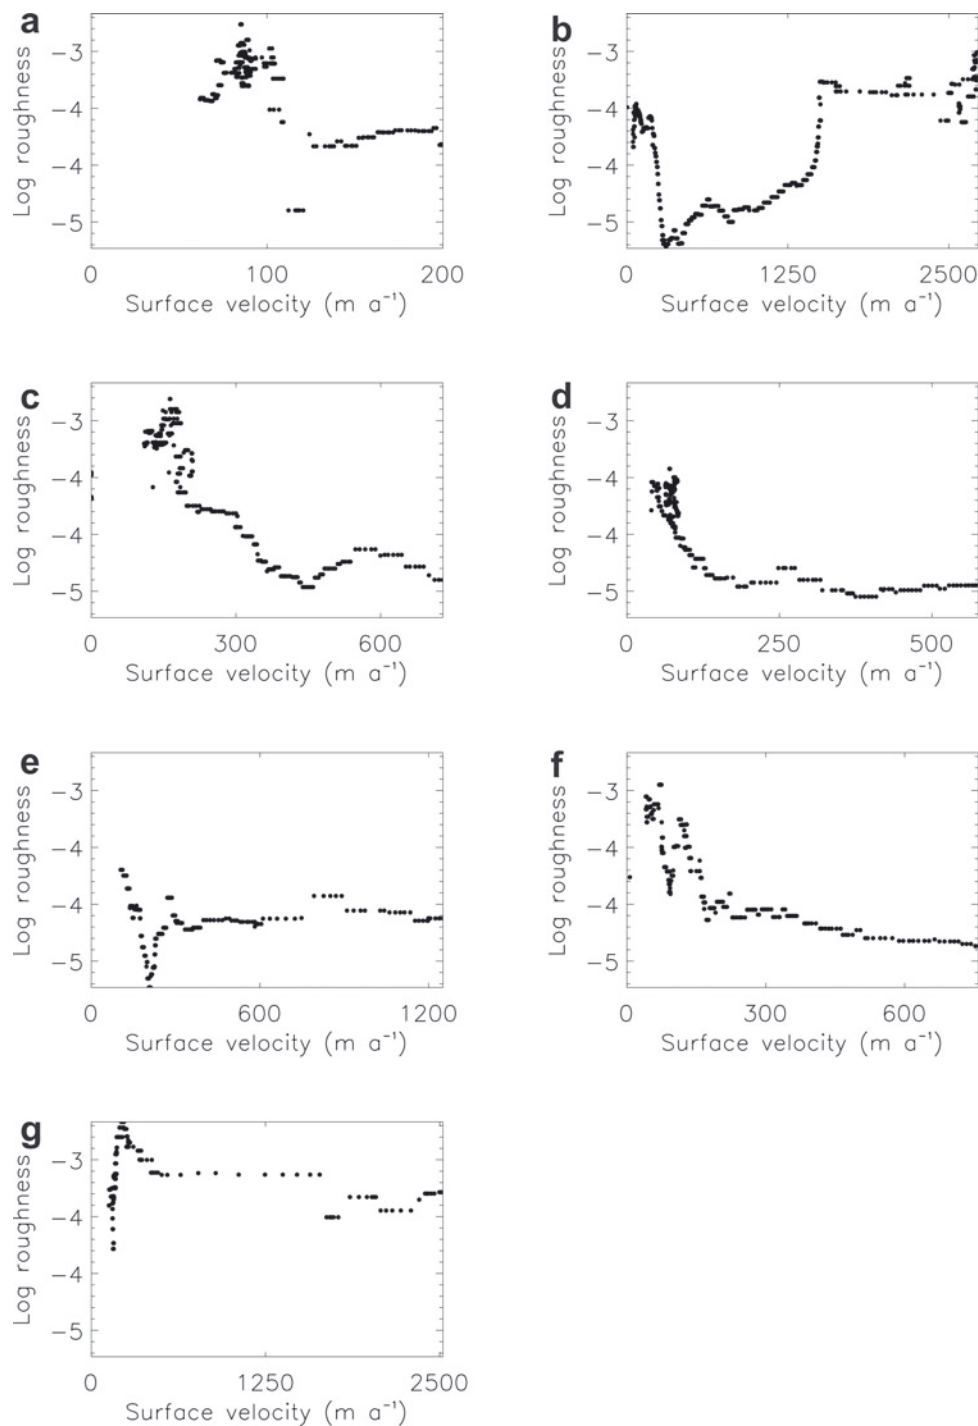 a b
Log roughness Log roughness
−3 −3
−4 −4
−4 −4
−5 −5
0 100 200 0 1250 2500
Surface velocity (m a⁻¹) Surface velocity (m a⁻¹)
c d
Log roughness Log roughness
−3 −3
−4 −4
−4 −4
−5 −5
0 300 600 0 250 500
Surface velocity (m a⁻¹) Surface velocity (m a⁻¹)
e f
Log roughness Log roughness
−3 −3
−4 −4
−4 −4
−5 −5
0 600 1200 0 300 600
Surface velocity (m a⁻¹) Surface velocity (m a⁻¹)
g
Log roughness
−3
−4
−4
−5
0 1250 2500
Surface velocity (m a⁻¹)